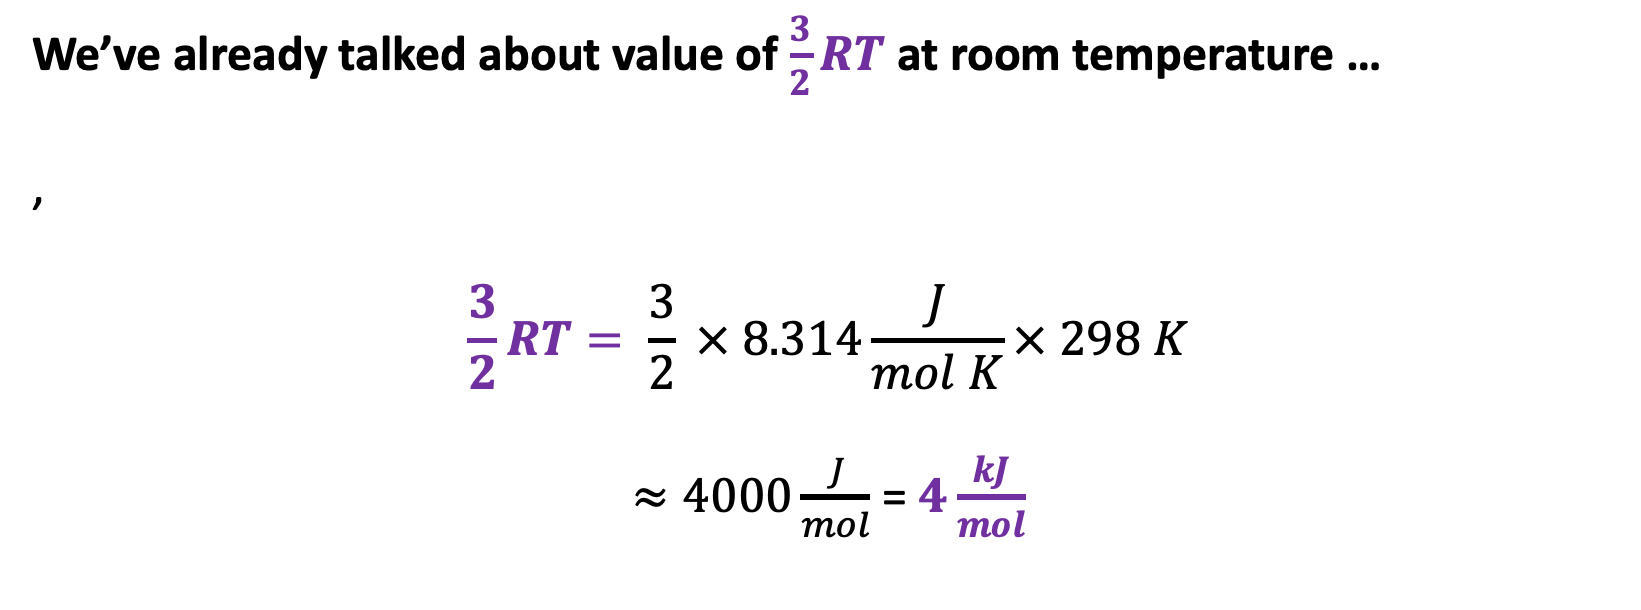 We’ve already talked about value of 3/2 RT at room temperature ...
,
3/2 RT = 3/2 × 8.314 J/mol K × 298 K
≈ 4000 J/mol = 4 kJ/mol